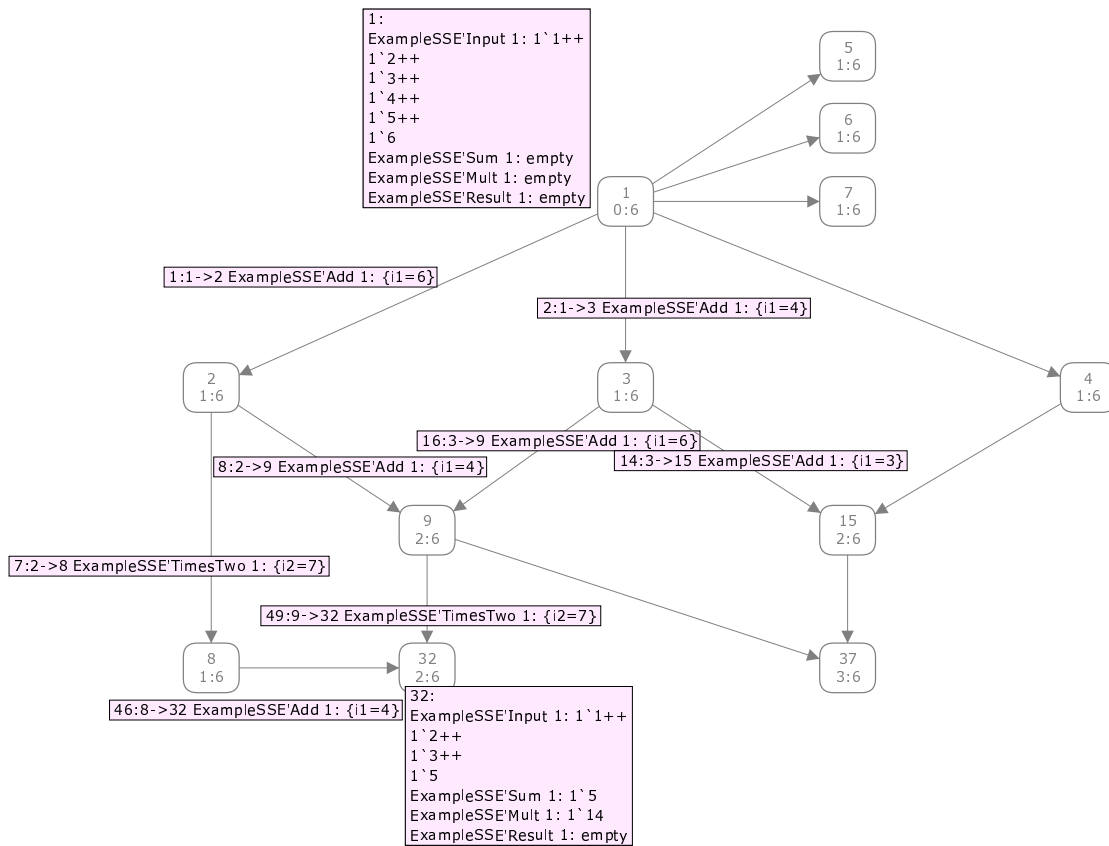 1:
ExampleSSE'Input 1: 1`1++
1`2++
1`3++
1`4++
1`5++
1`6
ExampleSSE'Sum 1: empty
ExampleSSE'Mult 1: empty
ExampleSSE'Result 1: empty
5
1:6
6
1:6
7
1:6
1
0:6
1:1->2 ExampleSSE'Add 1: {i1=6}
2:1->3 ExampleSSE'Add 1: {i1=4}
2
1:6
3
1:6
4
1:6
16:3->9 ExampleSSE'Add 1: {i1=6}
14:3->15 ExampleSSE'Add 1: {i1=3}
8:2->9 ExampleSSE'Add 1: {i1=4}
9
2:6
15
2:6
7:2->8 ExampleSSE'TimesTwo 1: {i2=7}
49:9->32 ExampleSSE'TimesTwo 1: {i2=7}
8
1:6
32
2:6
37
3:6
46:8->32 ExampleSSE'Add 1: {i1=4}
32:
ExampleSSE'Input 1: 1`1++
1`2++
1`3++
1`5
ExampleSSE'Sum 1: 1`5
ExampleSSE'Mult 1: 1`14
ExampleSSE'Result 1: empty